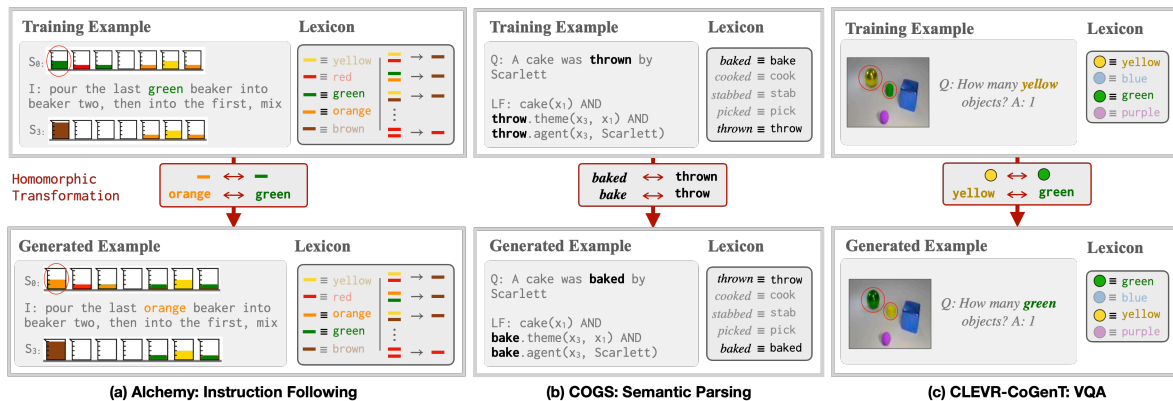 Training Example
Lexicon
S0:
I: pour the last green beaker into
beaker two, then into the first, mix
S3:
≡ yellow
≡ red
≡ green
≡ orange
≡ brown
Training Example
Lexicon
Q: A cake was thrown by
Scarlett
LF: cake(x1) AND
throw.theme(x3, x1) AND
throw.agent(x3, Scarlett)
baked ≡ bake
cooked ≡ cook
stabbed ≡ stab
picked ≡ pick
thrown ≡ throw
Training Example
Lexicon
Q: How many yellow
objects? A: 1
≡ yellow
≡ blue
≡ green
≡ purple
Homomorphic
Transformation
orange ↔ green
baked ↔ thrown
bake ↔ throw
yellow ↔ green
Generated Example
Lexicon
S0:
I: pour the last orange beaker into
beaker two, then into the first, mix
S3:
≡ yellow
≡ red
≡ orange
≡ green
≡ brown
Generated Example
Lexicon
Q: A cake was baked by
Scarlett
LF: cake(x1) AND
bake.theme(x3, x1) AND
bake.agent(x3, Scarlett)
thrown ≡ throw
cooked ≡ cook
stabbed ≡ stab
picked ≡ pick
baked ≡ baked
Generated Example
Lexicon
Q: How many green
objects? A: 1
≡ green
≡ blue
≡ yellow
≡ purple
(a) Alchemy: Instruction Following
(b) COGS: Semantic Parsing
(c) CLEVR-CoGenT: VQA